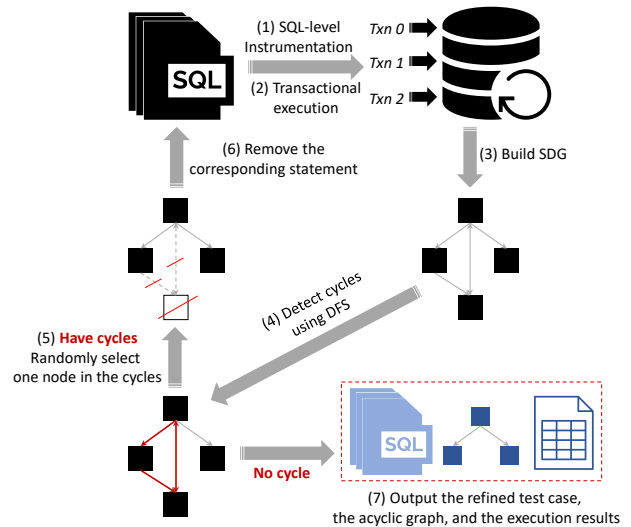 (1) SQL-level
Instrumentation
(2) Transactional
execution
SQL
Txn 0
Txn 1
Txn 2
(3) Build SDG
(6) Remove the
corresponding statement
(4) Detect cycles
using DFS
(5) Have cycles
Randomly select
one node in the cycles
No cycle
SQL
(7) Output the refined test case,
the acyclic graph, and the execution results